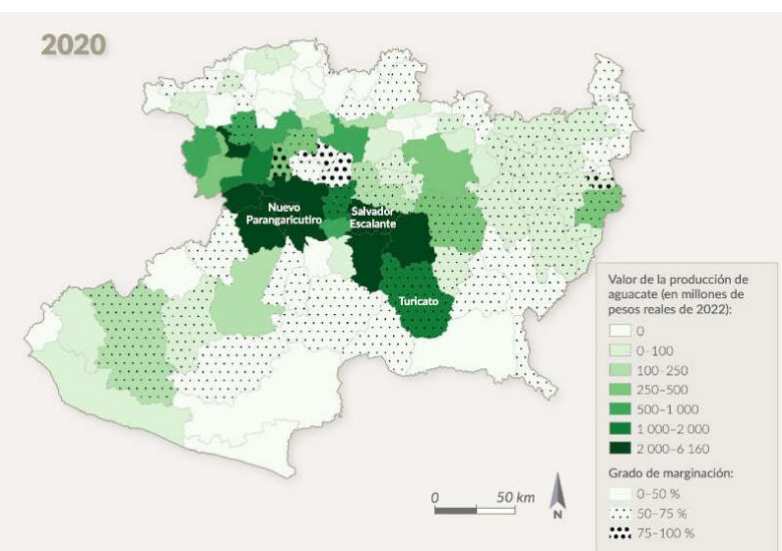 2020
Nuevo
Parangaricutiro
Salvador
Escalante
Turicato
Valor de la producción de
aguacate (en millones de
pesos reales de 2022):
0
0–100
100–250
250–500
500–1 000
1 000–2 000
2 000–6 160
Grado de marginación:
0–50 %
50–75 %
75–100 %
0 50 km
N